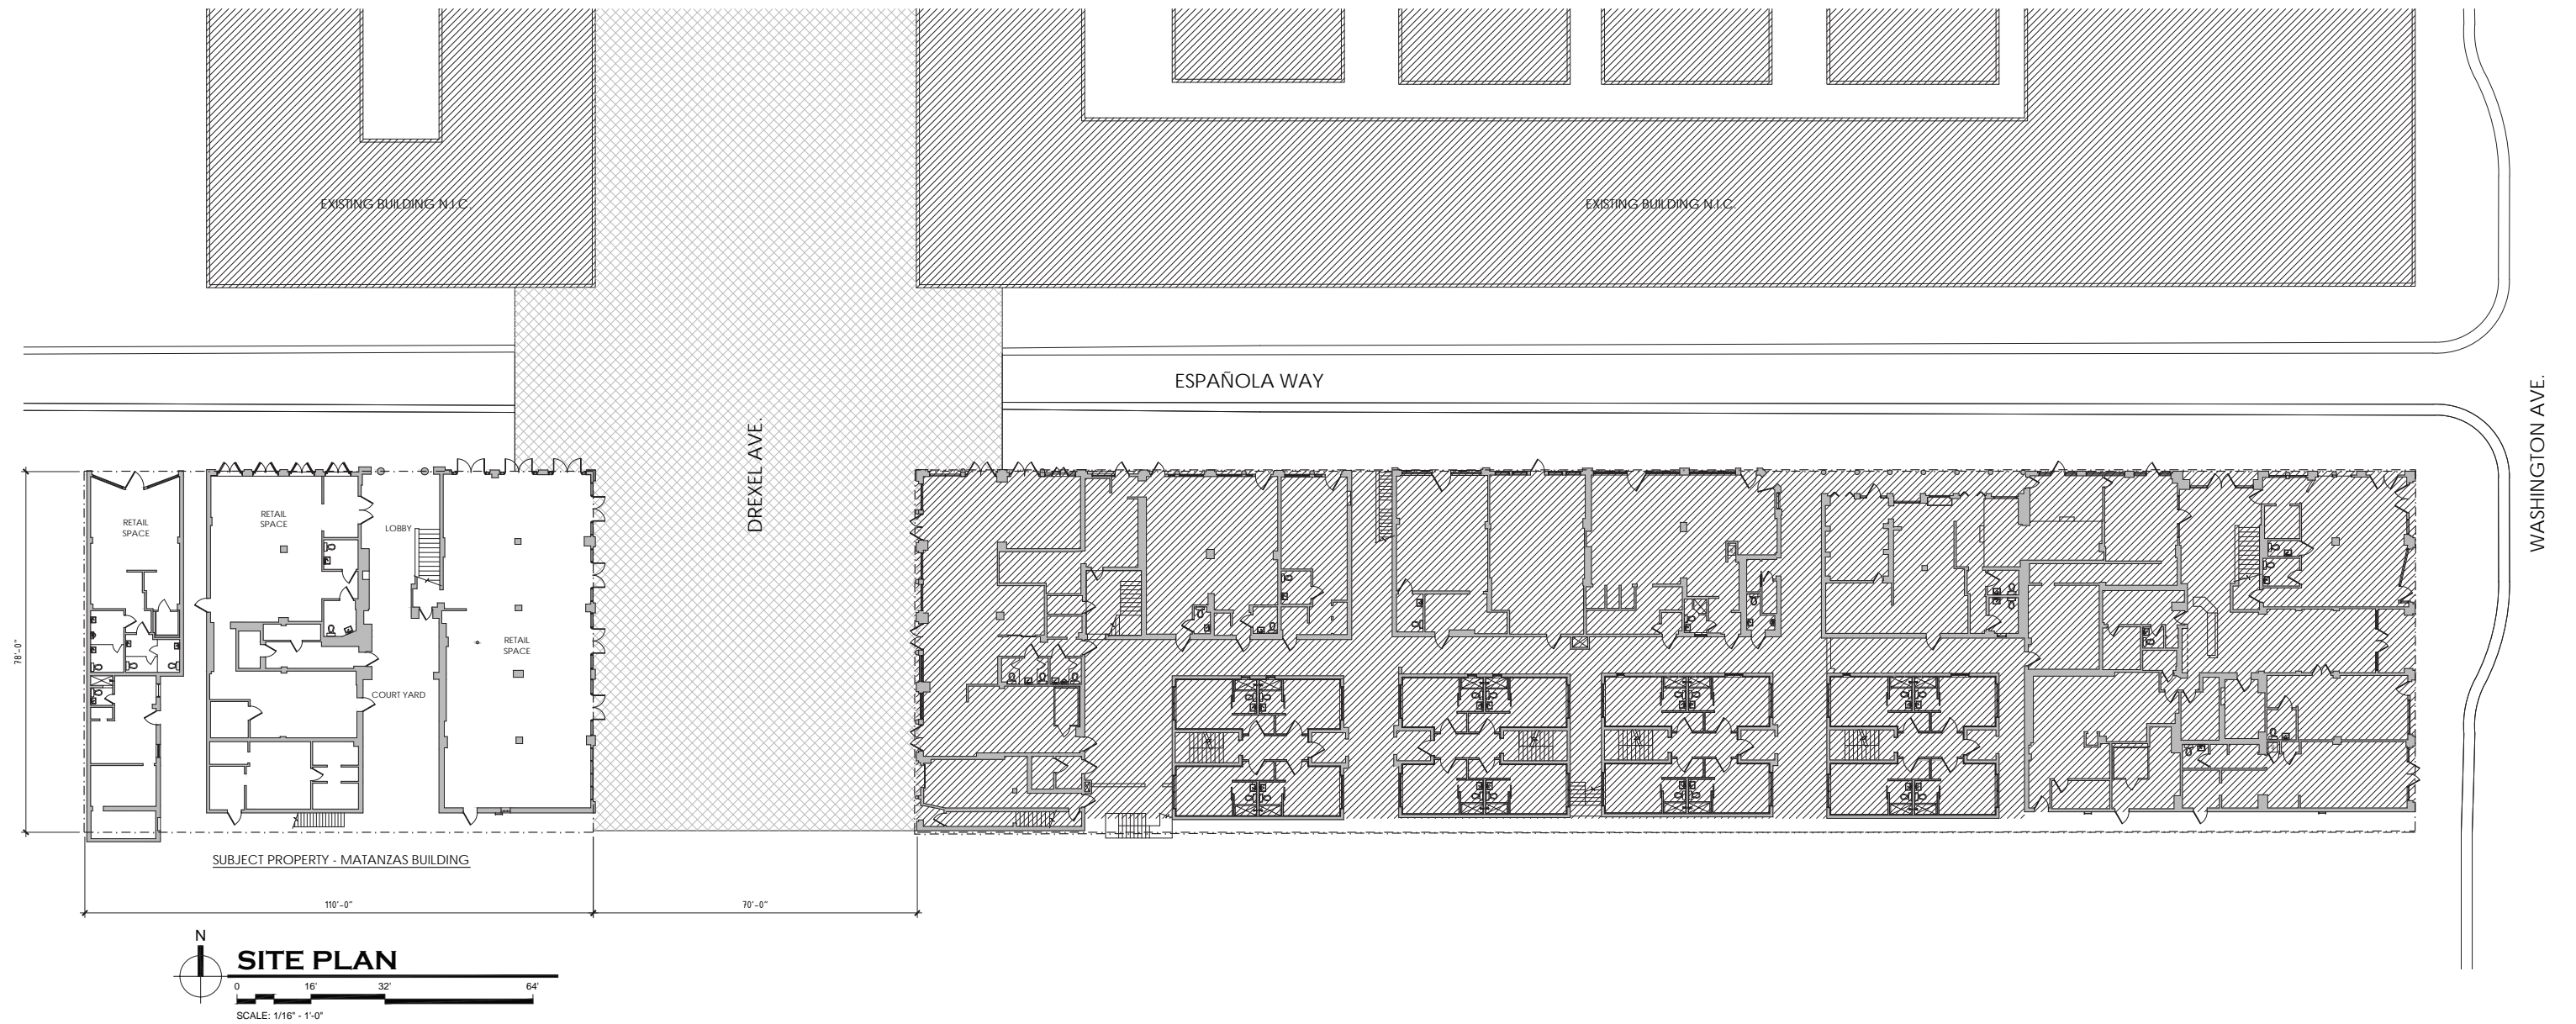 EXISTING BUILDING N.I.C.
EXISTING BUILDING N.I.C.
ESPAÑOLA WAY
WASHINGTON AVE.
DREXEL AVE.
RETAIL
SPACE
RETAIL
SPACE
LOBBY
RETAIL
SPACE
COURT YARD
78'-0"
SUBJECT PROPERTY - MATANZAS BUILDING
110'-0"
70'-0"
N
SITE PLAN
0 16' 32' 64'
SCALE: 1/16" - 1'-0"